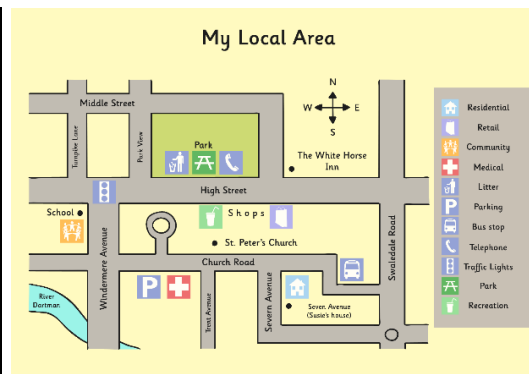 My Local Area
N
W E
S
Middle Street
Turnpike Lane
Park View
Park
The White Horse
Inn
High Street
School
Shops
St. Peter's Church
Windermere Avenue
Church Road
Swaledale Road
River
Dartman
P
Trent Avenue
Severn Avenue
Seven Avenue
(Susie's house)
Residential
Retail
Community
Medical
Litter
P Parking
Bus stop
Telephone
Traffic Lights
Park
Recreation